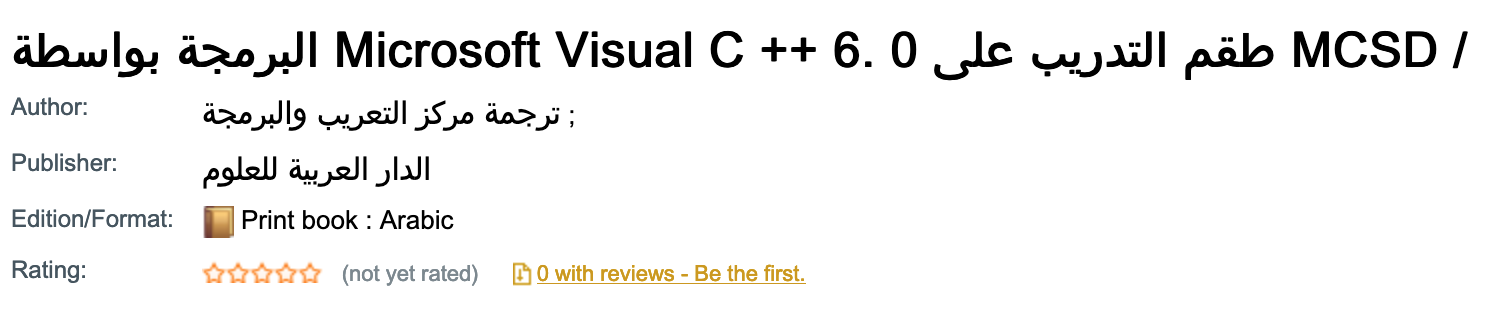 البرمجة بواسطة Microsoft Visual C ++ 6. 0 طقم التدريب على MCSD /
Author: ترجمة مركز التعريب والبرمجة ;
Publisher: الدار العربية للعلوم
Edition/Format: Print book : Arabic
Rating: (not yet rated) 0 with reviews - Be the first.